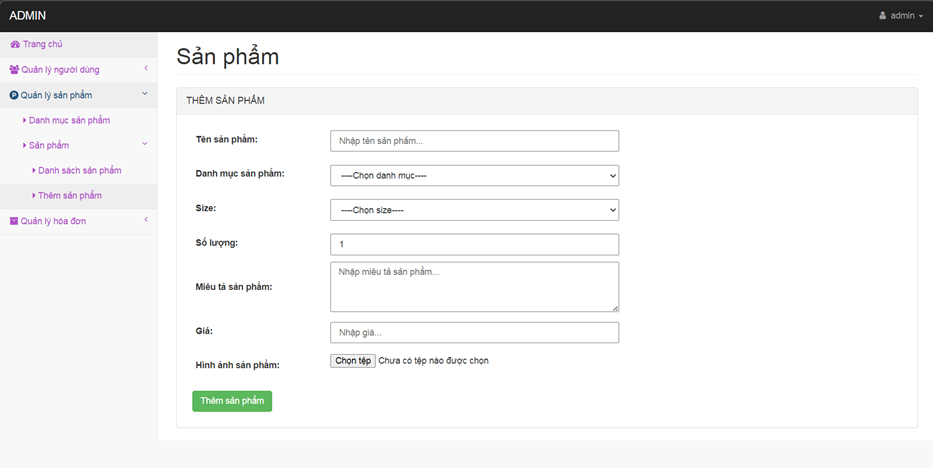 ADMIN
admin
Trang chủ
Quản lý người dùng
Quản lý sản phẩm
Danh mục sản phẩm
Sản phẩm
Danh sách sản phẩm
Thêm sản phẩm
Quản lý hóa đơn
Sản phẩm
THÊM SẢN PHẨM
Tên sản phẩm:
Nhập tên sản phẩm...
Danh mục sản phẩm:
----Chọn danh mục----
Size:
----Chọn size----
Số lượng:
1
Miêu tả sản phẩm:
Nhập miêu tả sản phẩm...
Giá:
Nhập giá...
Hình ảnh sản phẩm:
Chọn tệp Chưa có tệp nào được chọn
Thêm sản phẩm